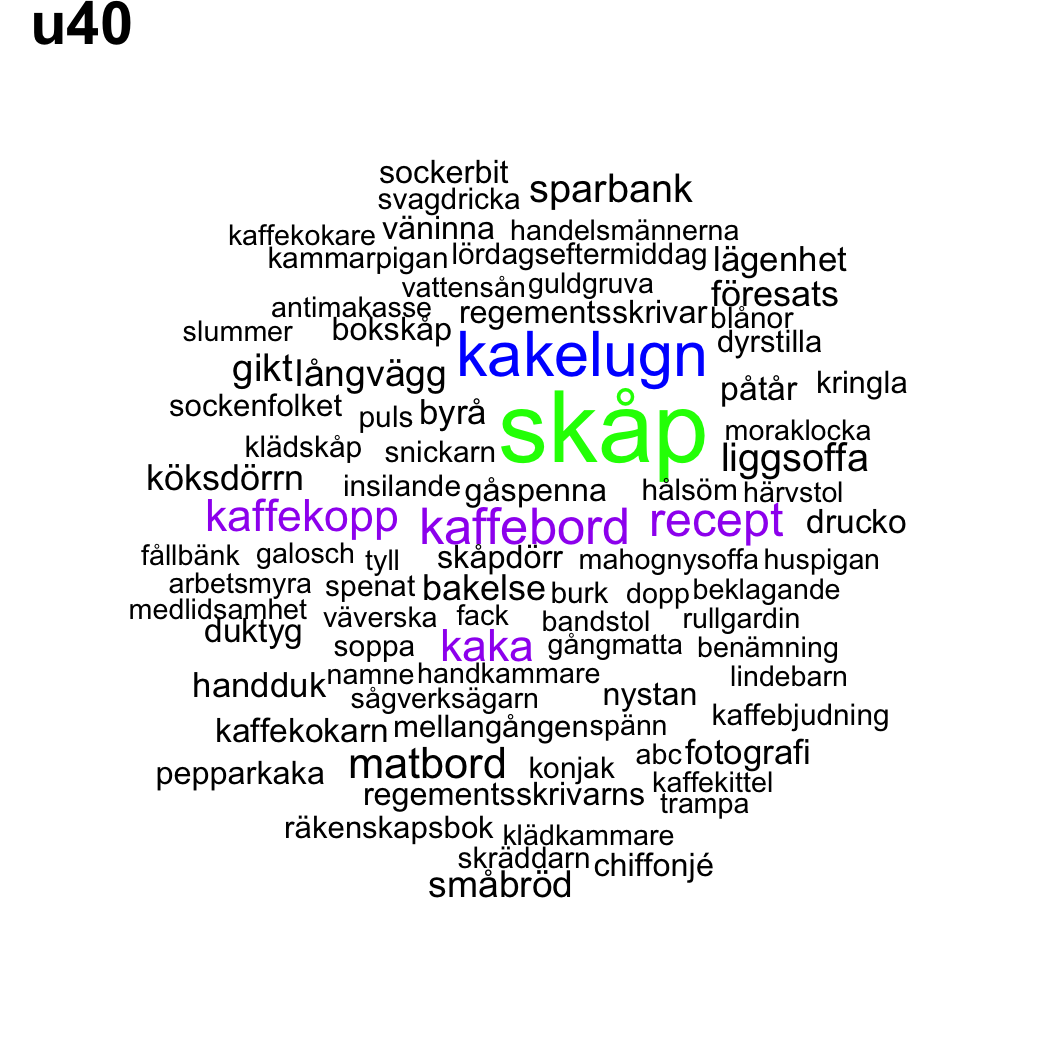 u40
sockerbit
sparbank
svagdricka
kaffekokare väninna handelsmännerna
kammarpigan lördagseftermiddag lägenhet
vattensån guldgruva föresats
antimakasse regementsskrivar blånor
slummer bokskåp kakelugn dyrstilla
gikt långvägg påtår kringla
sockenfolket puls byrå skåp moraklocka
klädskåp snickarn liggsoffa
köksdörrn insilande gåspenna hålsöm härvstol
kaffekopp kaffebord recept drucko
fållbänk galosch tyll skåpdörr mahognysoffa huspigan
arbetsmyra spenat bakelse burk dopp beklagande
medlidsamhet väverska fack bandstol rullgardin
duktyg soppa kaka gångmatta benämning
namne handkammare lindebarn
handduk sågverksägarn nystan
kaffekokarn mellangången spänn kaffebjudning
matbord konjak abc fotografi
pepparkaka regementsskrivarns kaffekittel
trampa
räkenskapsbok klädkammare
skräddarn chiffonjé
småbröd